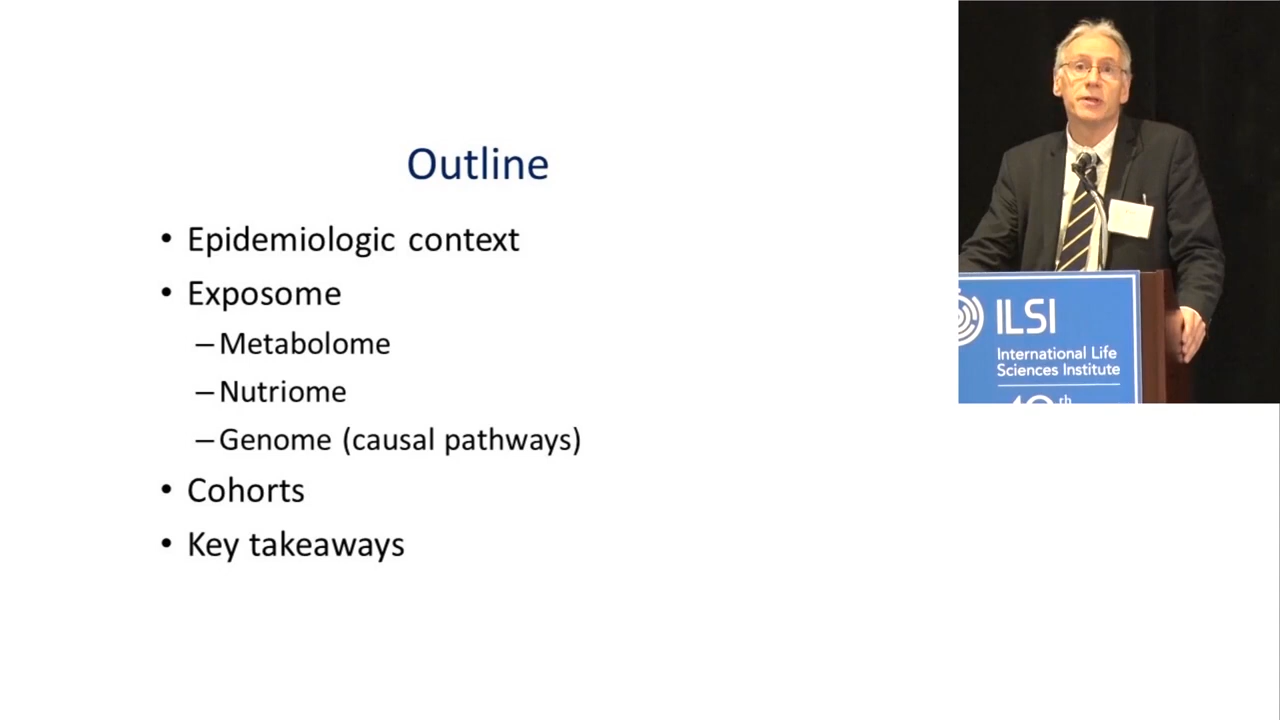 Outline
• Epidemiologic context
• Exposome
– Metabolome
– Nutriome
– Genome (causal pathways)
• Cohorts
• Key takeaways
ILSI
International Life
Sciences Institute